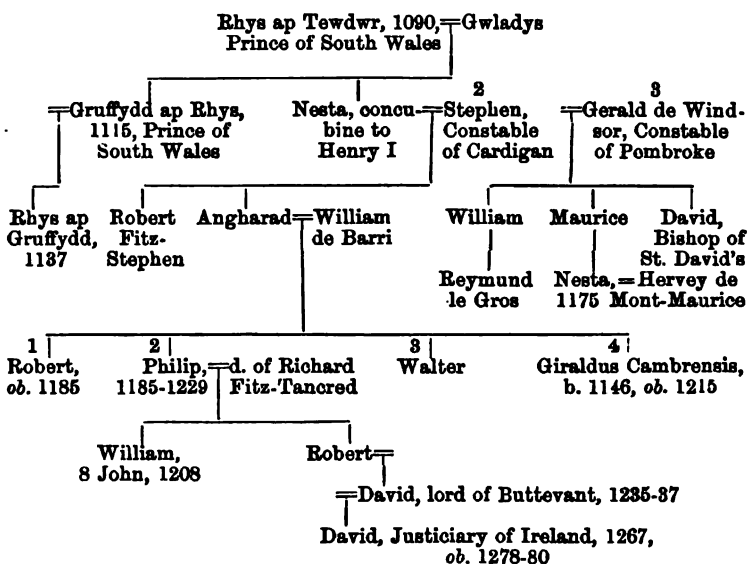 Rhys ap Tewdwr, 1090,=Gwladys
Prince of South Wales
2 3
=Gruffydd ap Rhys, Nesta, concu-=Stephen, =Gerald de Wind-
1115, Prince of bine to Constable sor, Constable
South Wales Henry I of Cardigan of Pombroke
Rhys ap Robert Angharad=William William Maurice David,
Gruffydd, Fitz- de Barri Bishop of
1137 Stephen St. David's
Reymund Nesta,=Hervey de
le Gros 1175 Mont-Maurice
1 2 3 4
Robert, Philip,=d. of Richard Walter Giraldus Cambrensis,
ob. 1185 1185-1229 Fitz-Tancred b. 1146, ob. 1215
William, Robert=
8 John, 1208
=David, lord of Buttevant, 1235-37
David, Justiciary of Ireland, 1267,
ob. 1278-80